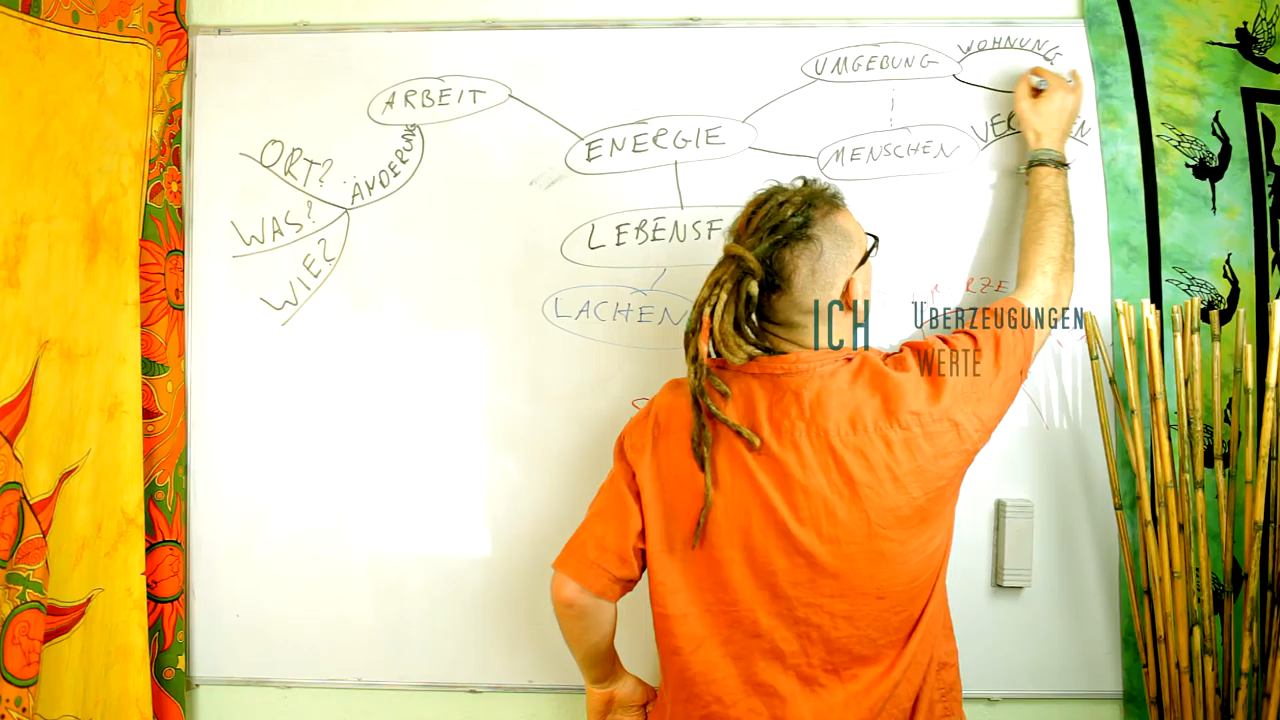 WOHNUNG
UMGEBUNG
ARBEIT
ENERGIE
MENSCHEN
ÄNDERUNG
ORT?
WAS?
WIE?
LACHEN
ICH
ÜBERZEUGUNGEN
WERTE